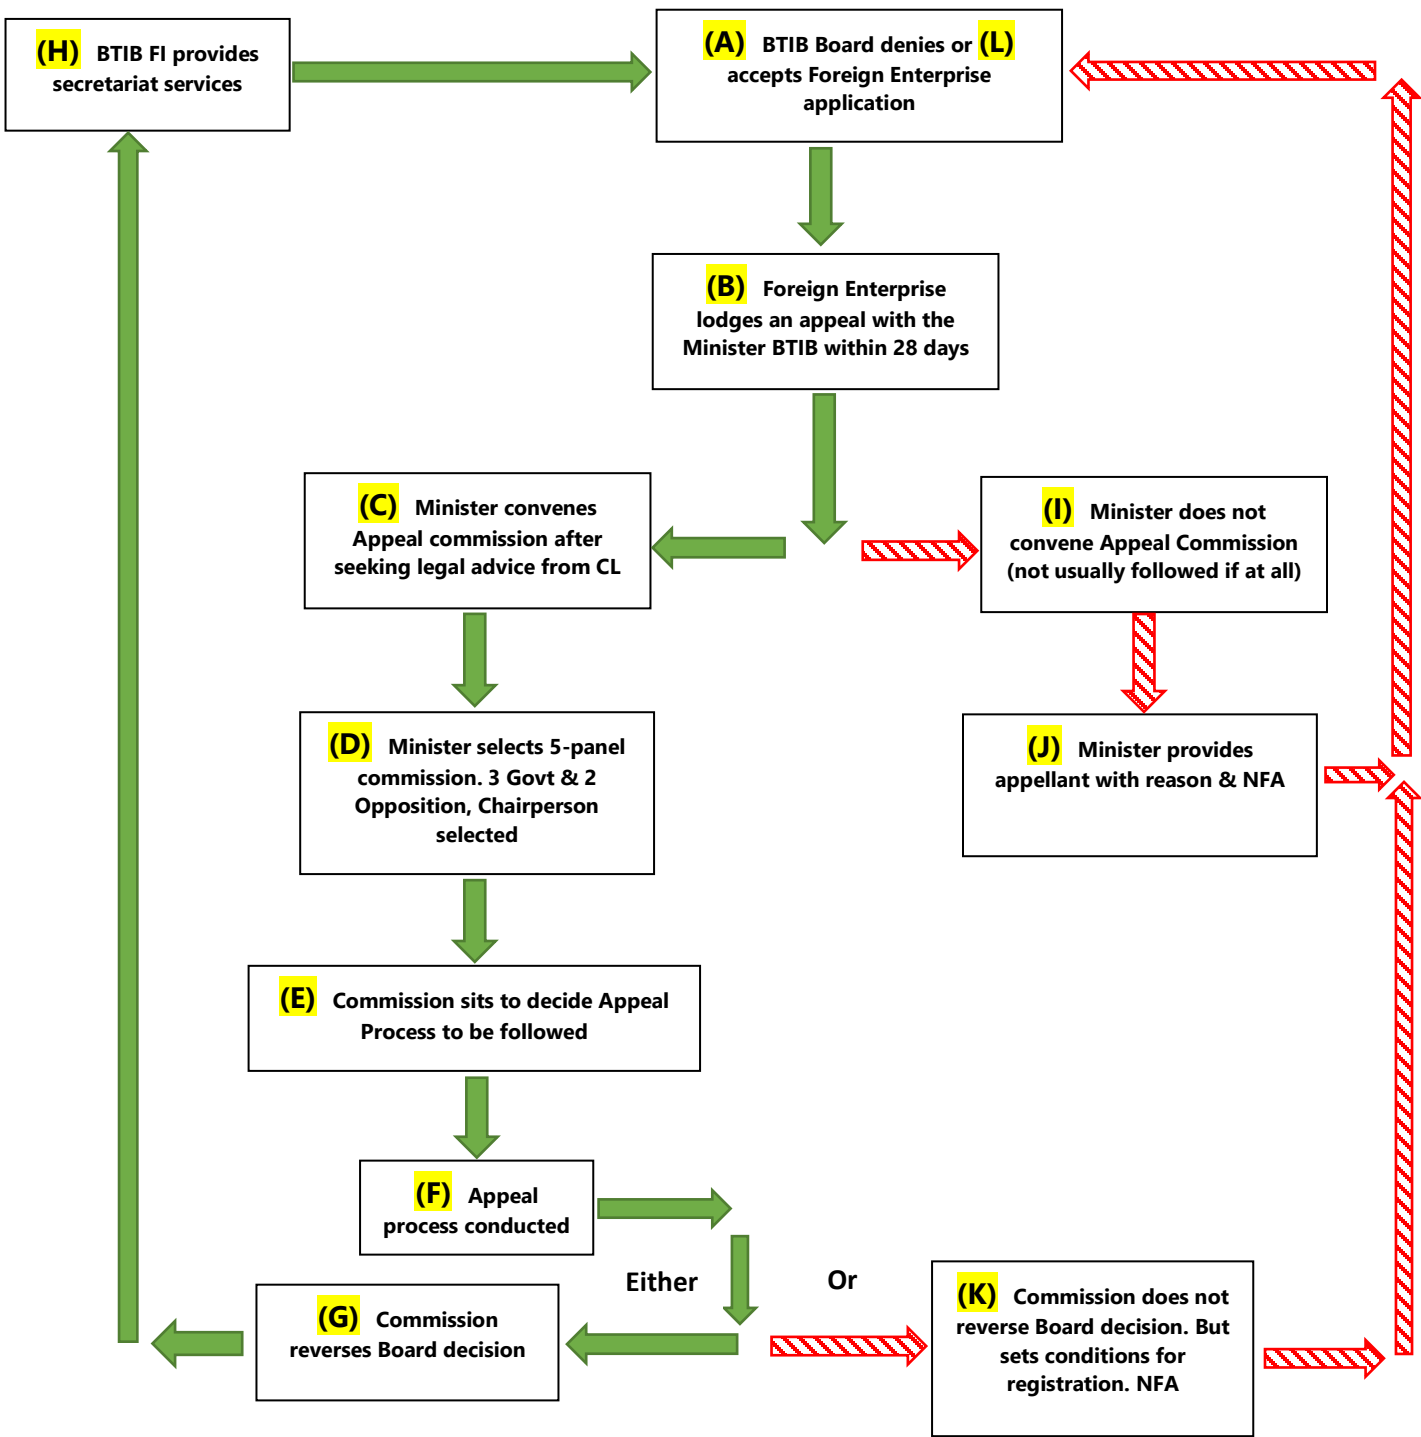 (H) BTIB FI provides
secretariat services
(A) BTIB Board denies or (L)
accepts Foreign Enterprise
application
(B) Foreign Enterprise
lodges an appeal with the
Minister BTIB within 28 days
(C) Minister convenes
Appeal commission after
seeking legal advice from CL
(I) Minister does not
convene Appeal Commission
(not usually followed if at all)
(D) Minister selects 5-panel
commission. 3 Govt & 2
Opposition, Chairperson
selected
(J) Minister provides
appellant with reason & NFA
(E) Commission sits to decide Appeal
Process to be followed
(F) Appeal
process conducted
Either
Or
(G) Commission
reverses Board decision
(K) Commission does not
reverse Board decision. But
sets conditions for
registration. NFA